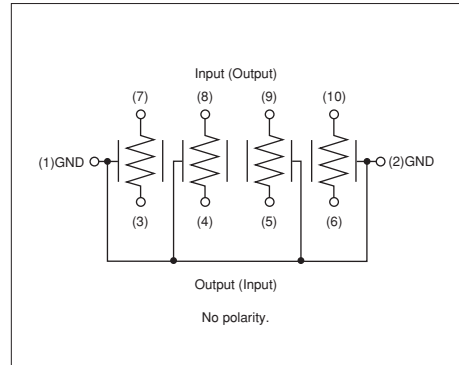 Input (Output)
(7) (8) (9) (10)
(1)GND (2)GND
(3) (4) (5) (6)
Output (Input)
No polarity.